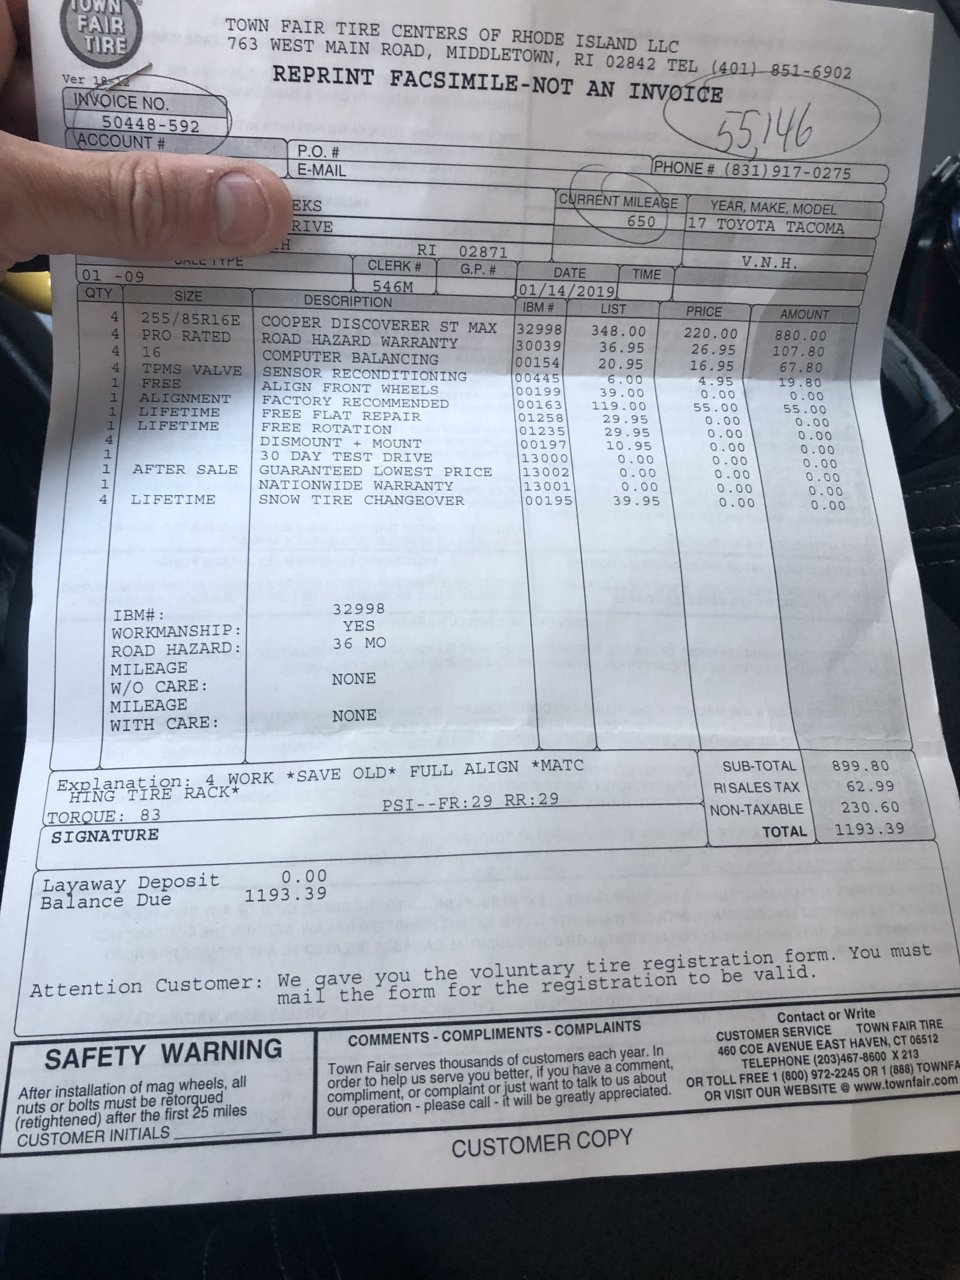 TOWN FAIR TIRE
TOWN FAIR TIRE CENTERS OF RHODE ISLAND LLC
763 WEST MAIN ROAD, MIDDLETOWN, RI 02842 TEL (401) 851-6902
REPRINT FACSIMILE-NOT AN INVOICE
Ver
INVOICE NO.
50448-592
55,146
ACCOUNT #
P.O. #
E-MAIL
PHONE # (831)917-0275
EKS
CURRENT MILEAGE YEAR, MAKE, MODEL
RIVE
650 17 TOYOTA TACOMA
H RI 02871
V.N.H.
SALE TYPE CLERK # G.P. # DATE TIME
01 -09 546M 01/14/2019
QTY SIZE DESCRIPTION IBM # LIST PRICE AMOUNT
4 255/85R16E COOPER DISCOVERER ST MAX 32998 348.00 220.00 880.00
4 PRO RATED ROAD HAZARD WARRANTY 30039 36.95 26.95 107.80
4 16 COMPUTER BALANCING 00154 20.95 16.95 67.80
4 TPMS VALVE SENSOR RECONDITIONING 00445 6.00 4.95 19.80
1 FREE ALIGN FRONT WHEELS 00199 39.00 0.00 0.00
1 ALIGNMENT FACTORY RECOMMENDED 00163 119.00 55.00 55.00
1 LIFETIME FREE FLAT REPAIR 01258 29.95 0.00 0.00
1 LIFETIME FREE ROTATION 01235 29.95 0.00 0.00
4 DISMOUNT + MOUNT 00197 10.95 0.00 0.00
1 30 DAY TEST DRIVE 13000 0.00 0.00 0.00
1 AFTER SALE GUARANTEED LOWEST PRICE 13002 0.00 0.00 0.00
1 NATIONWIDE WARRANTY 13001 0.00 0.00 0.00
4 LIFETIME SNOW TIRE CHANGEOVER 00195 39.95 0.00 0.00
IBM#: 32998
WORKMANSHIP: YES
ROAD HAZARD: 36 MO
MILEAGE
W/O CARE: NONE
MILEAGE
WITH CARE: NONE
Explanation: 4 WORK *SAVE OLD* FULL ALIGN *MATC
HING TIRE RACK*
TORQUE: 83 PSI--FR:29 RR:29
SIGNATURE
SUB-TOTAL 899.80
RI SALES TAX 62.99
NON-TAXABLE 230.60
TOTAL 1193.39
Layaway Deposit 0.00
Balance Due 1193.39
Attention Customer: We gave you the voluntary tire registration form. You must
mail the form for the registration to be valid.
SAFETY WARNING
After installation of mag wheels, all
nuts or bolts must be retorqued
(retightened) after the first 25 miles
CUSTOMER INITIALS
COMMENTS - COMPLIMENTS - COMPLAINTS
Town Fair serves thousands of customers each year. In
order to help us serve you better, if you have a comment,
compliment, or complaint or just want to talk to us about
our operation - please call - it will be greatly appreciated.
Contact or Write
CUSTOMER SERVICE TOWN FAIR TIRE
460 COE AVENUE EAST HAVEN, CT 06512
TELEPHONE (203)467-8600 X 213
OR TOLL FREE 1 (800) 972-2245 OR 1 (888) TOWNFA
OR VISIT OUR WEBSITE @ www.townfair.com
CUSTOMER COPY